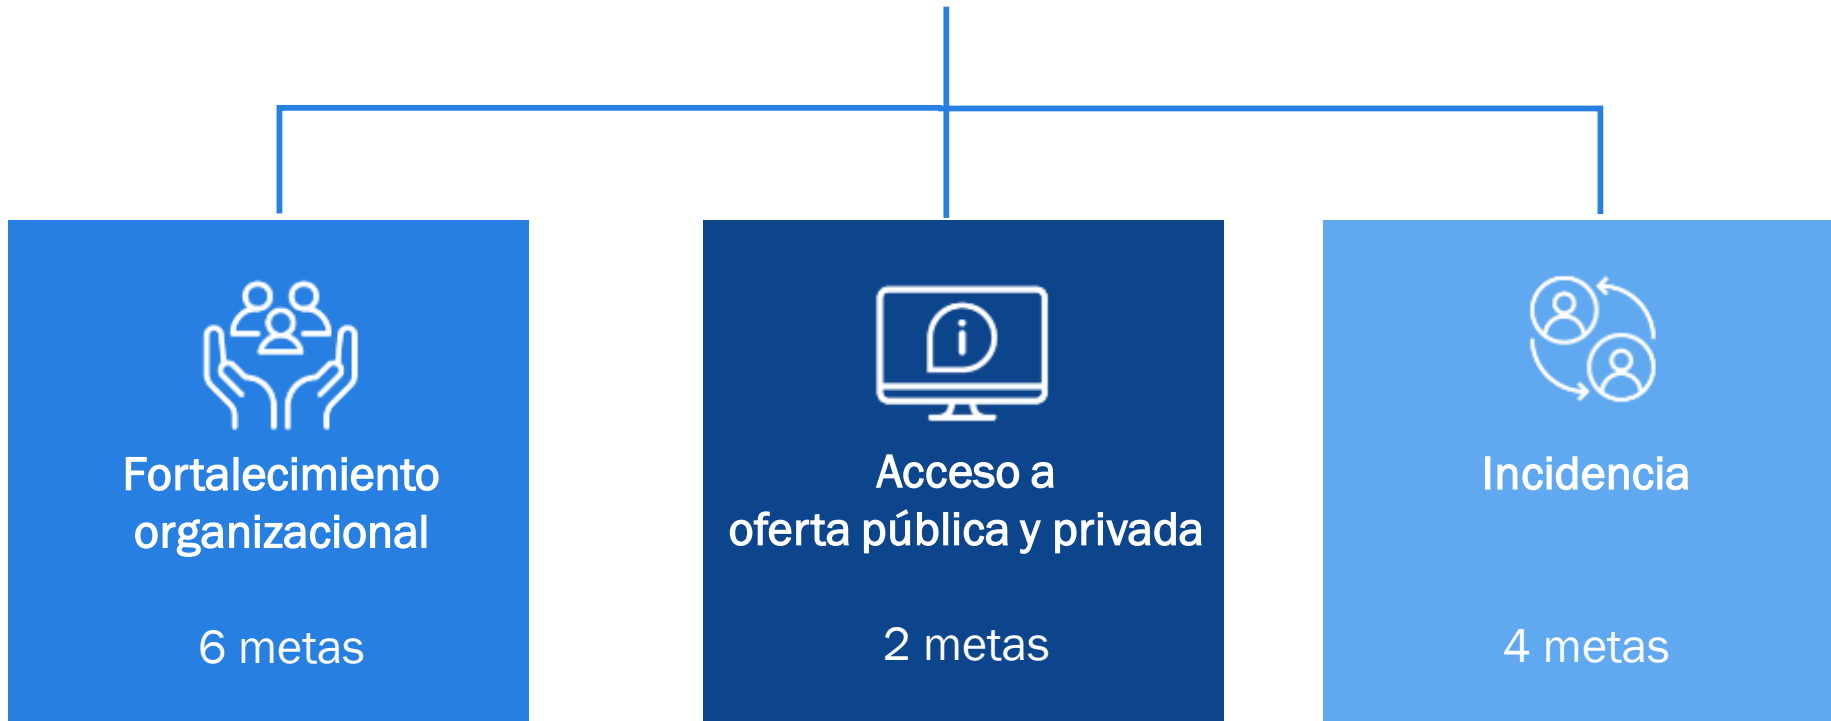 Fortalecimiento
organizacional
6 metas
Acceso a
oferta pública y privada
2 metas
Incidencia
4 metas